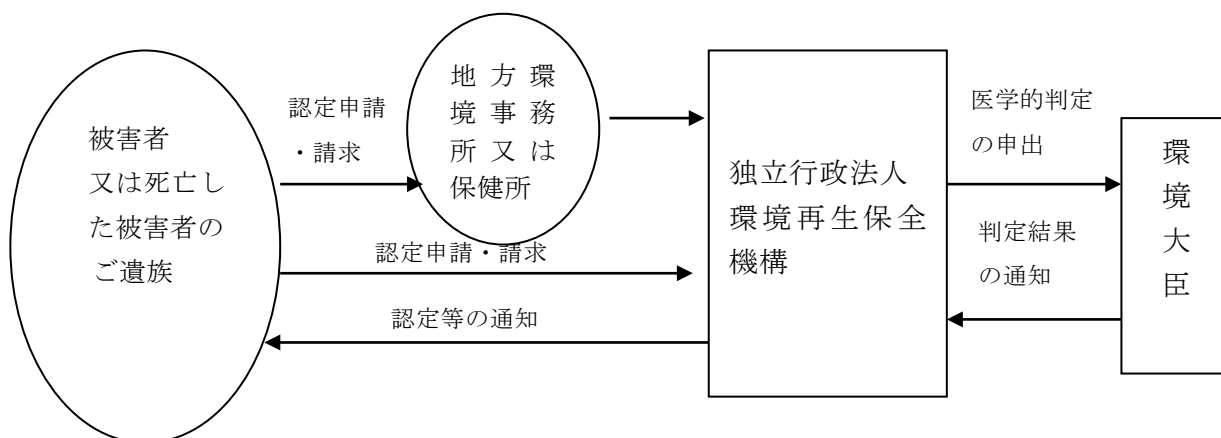 被害者
又は死亡し
た被害者の
ご遺族
認定申請
・請求
地方環
境事務
所又は
保健所
認定申請・請求
認定等の通知
独立行政法人
環境再生保全
機構
医学的判定
の申出
判定結果
の通知
環境大臣